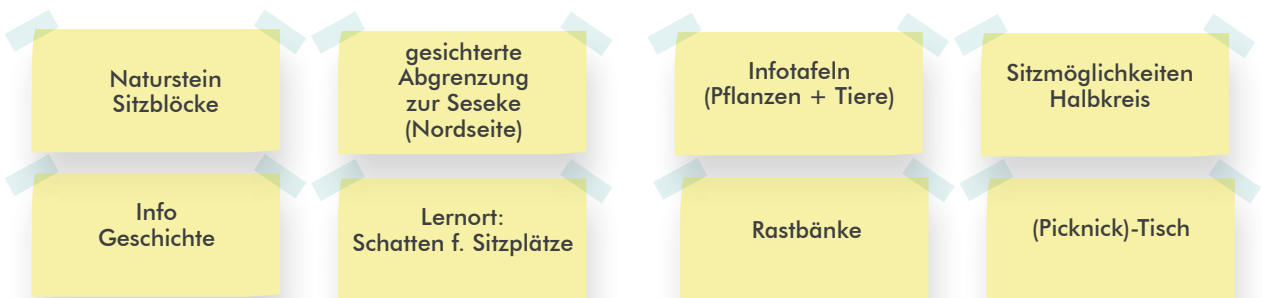 Naturstein
Sitzblöcke
gesichterte
Abgrenzung
zur Seseke
(Nordseite)
Infotafeln
(Pflanzen + Tiere)
Sitzmöglichkeiten
Halbkreis
Info
Geschichte
Lernort:
Schatten f. Sitzplätze
Rastbänke
(Picknick)-Tisch